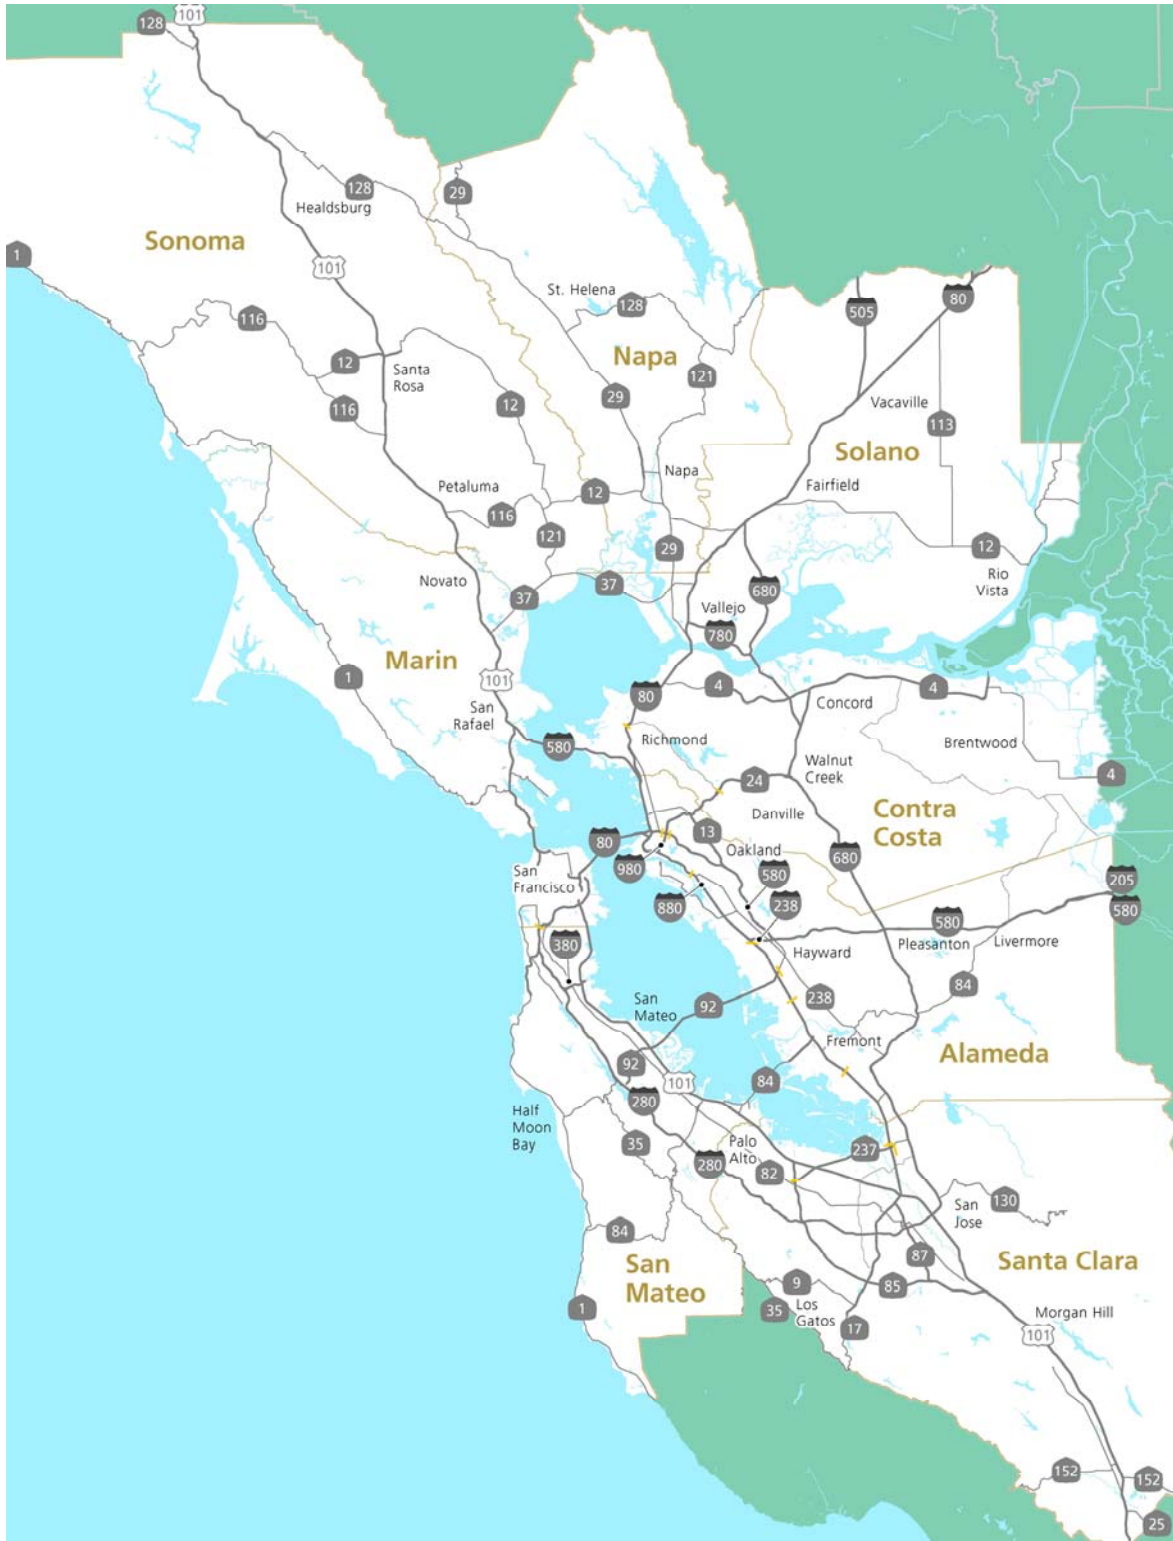 101
128
128
29
Healdsburg
Sonoma
1
101
St. Helena
128
505
80
116
12
Santa
Rosa
Napa
121
12
29
116
Vacaville
113
Solano
Napa
Petaluma
12
Fairfield
116
121
29
12
Novato
37
37
Rio
Vista
680
Vallejo
780
Marin
1
101
80
4
4
San
Rafael
Concord
580
Richmond
Brentwood
Walnut
Creek
24
4
Danville
Contra
Costa
80
13
Oakland
680
980
San
Francisco
580
205
880
238
580
580
380
Hayward
Pleasanton
Livermore
84
San
Mateo
92
238
Fremont
Alameda
92
101
84
280
Half
Moon
Bay
35
Palo
Alto
237
280
82
San
Jose
130
84
San
Mateo
87
Santa Clara
9
85
1
35
Los
Gatos
17
Morgan Hill
101
152
152
25